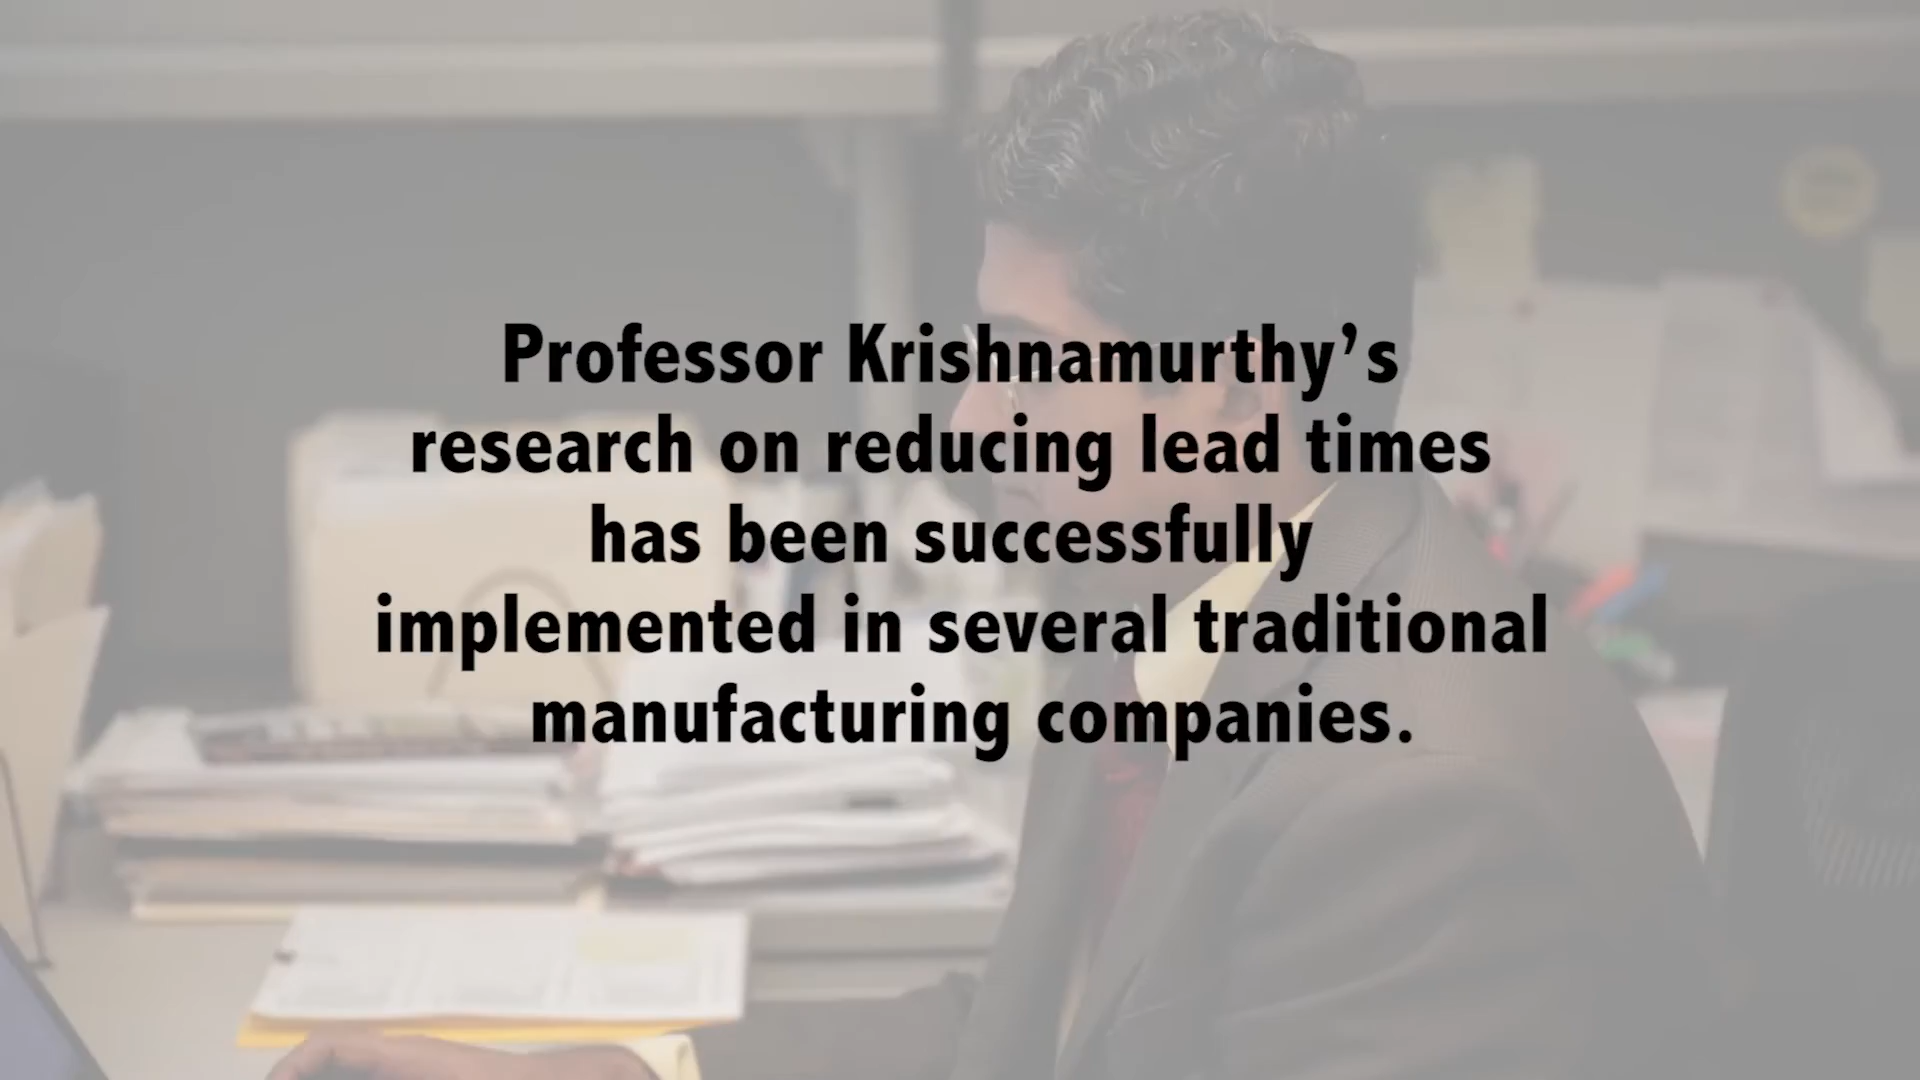 Professor Krishnamurthy’s
research on reducing lead times
has been successfully
implemented in several traditional
manufacturing companies.